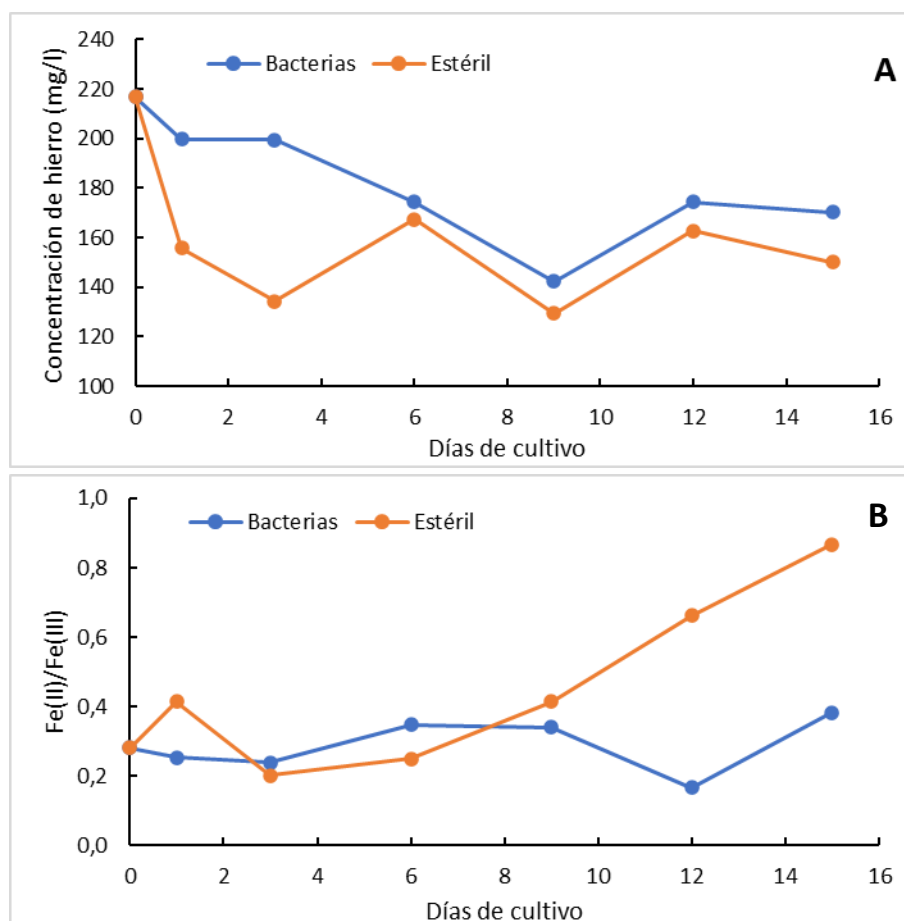 240
Bacterias Estéril
A
220
200
180
160
140
120
100
Concentración de hierro (mg/l)
0 2 4 6 8 10 12 14 16
Días de cultivo
1,0
Bacterias Estéril
B
0,8
0,6
0,4
0,2
0,0
Fe(II)/Fe(III)
0 2 4 6 8 10 12 14 16
Días de cultivo